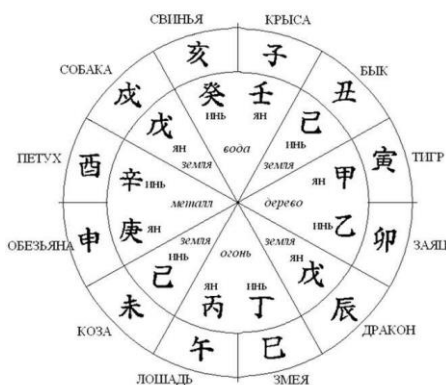 СВИНЬЯ
КРЫСА
СОБАКА
БЫК
ПЕТУХ
ТИГР
ОБЕЗЬЯНА
ЗАЯЦ
КОЗА
ДРАКОН
ЛОШАДЬ
ЗМЕЯ
亥
子
戌
丑
酉
寅
申
卯
未
辰
午
巳
癸
壬
инь
ян
вода
戊
己
ян
инь
земля
земля
辛
инь
ян
甲
металл
дерево
庚
ян
инь
乙
земля
огонь
земля
инь
ян
己
戊
ян
инь
丙
丁